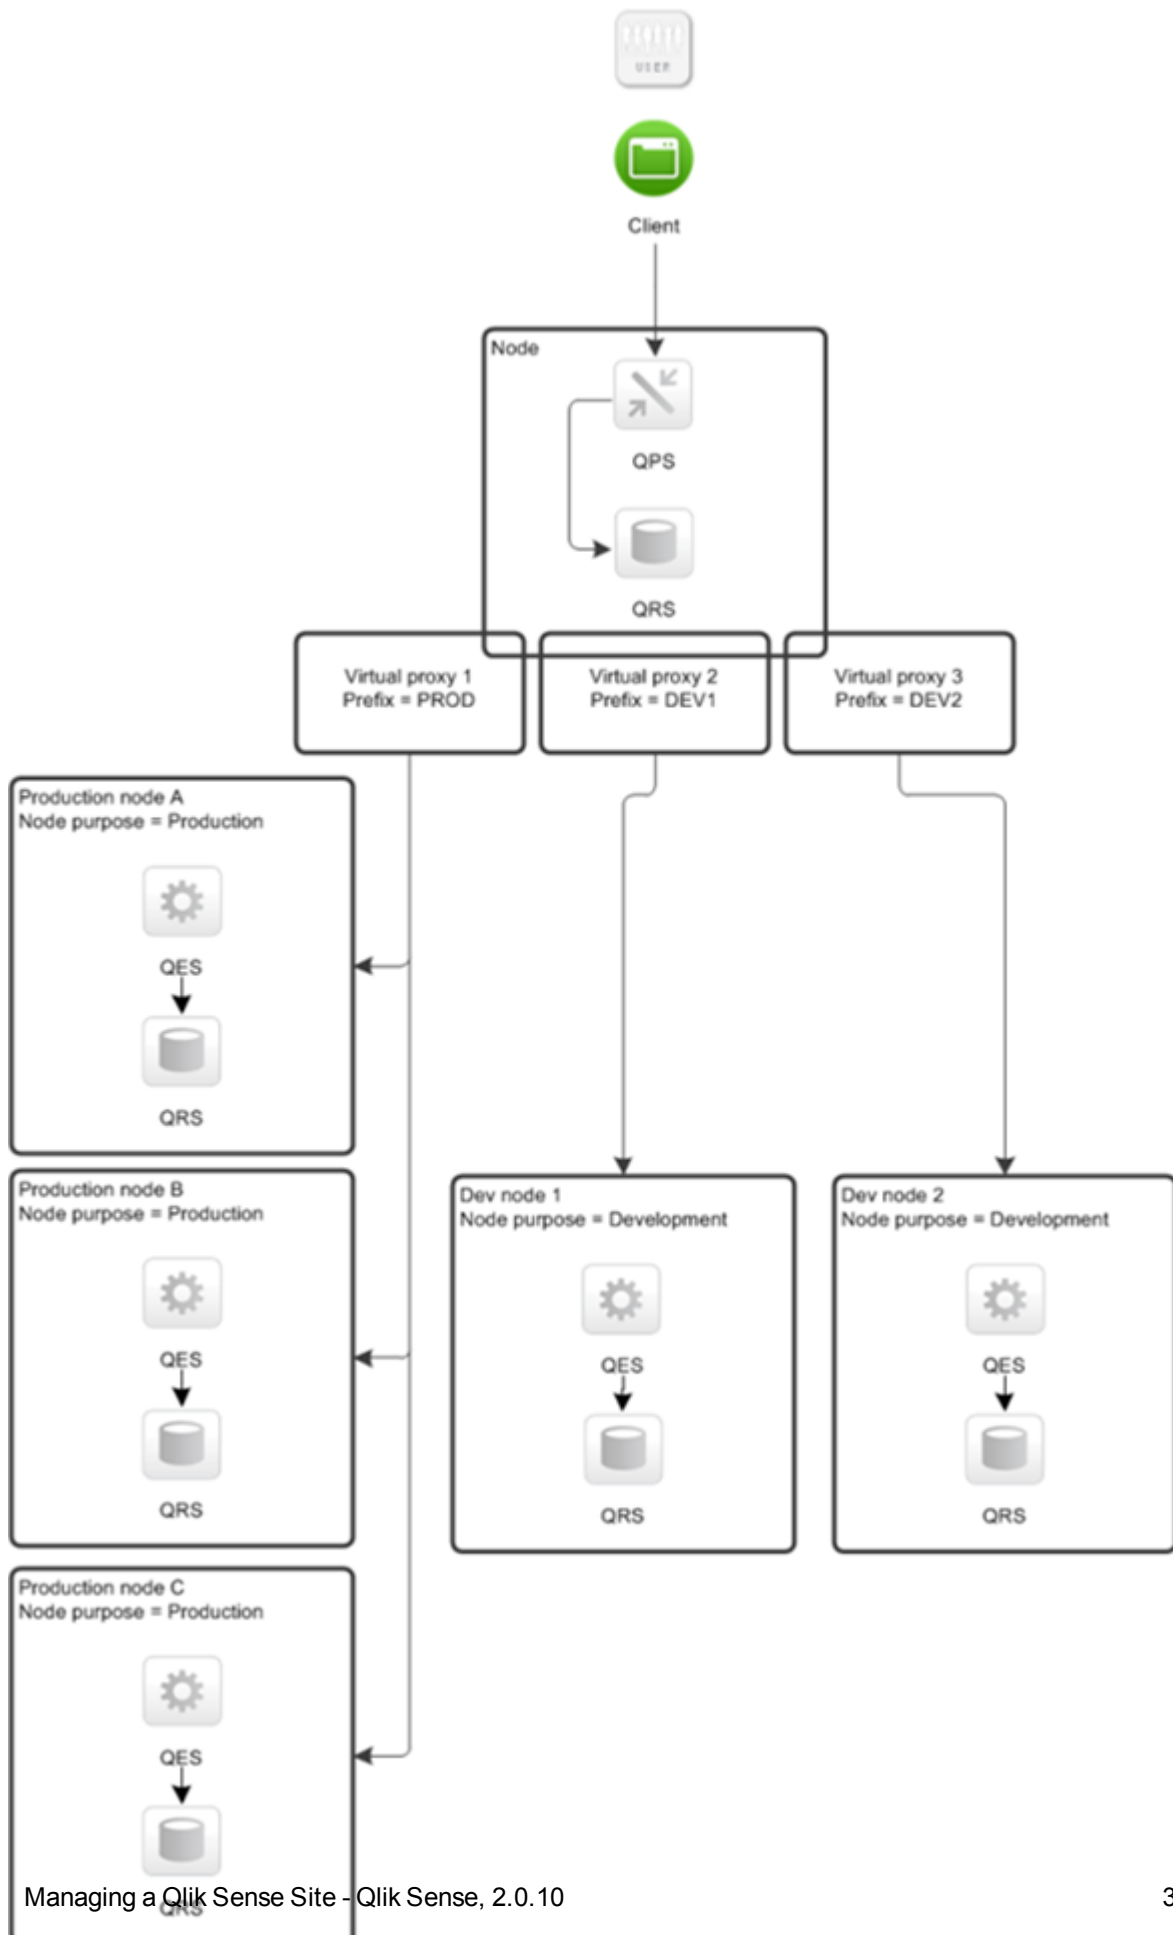 USER
Client
Node
QPS
QRS
Virtual proxy 1
Prefix = PROD
Virtual proxy 2
Prefix = DEV1
Virtual proxy 3
Prefix = DEV2
Production node A
Node purpose = Production
QES
QRS
Production node B
Node purpose = Production
QES
QRS
Dev node 1
Node purpose = Development
QES
QRS
Dev node 2
Node purpose = Development
QES
QRS
Production node C
Node purpose = Production
QES
QRS
Managing a Qlik Sense Site - Qlik Sense, 2.0.10